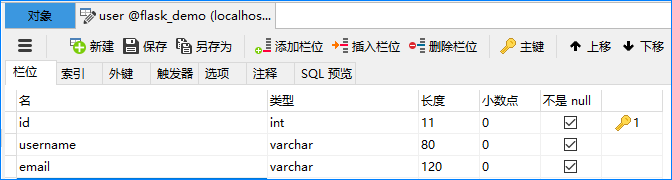 对象 user @flask_demo (localhos...
新建 保存 另存为 添加栏位 插入栏位 删除栏位 主键 上移 下移
栏位 索引 外键 触发器 选项 注释 SQL 预览
名 类型 长度 小数点 不是 null
id int 11 0 1
username varchar 80 0
email varchar 120 0